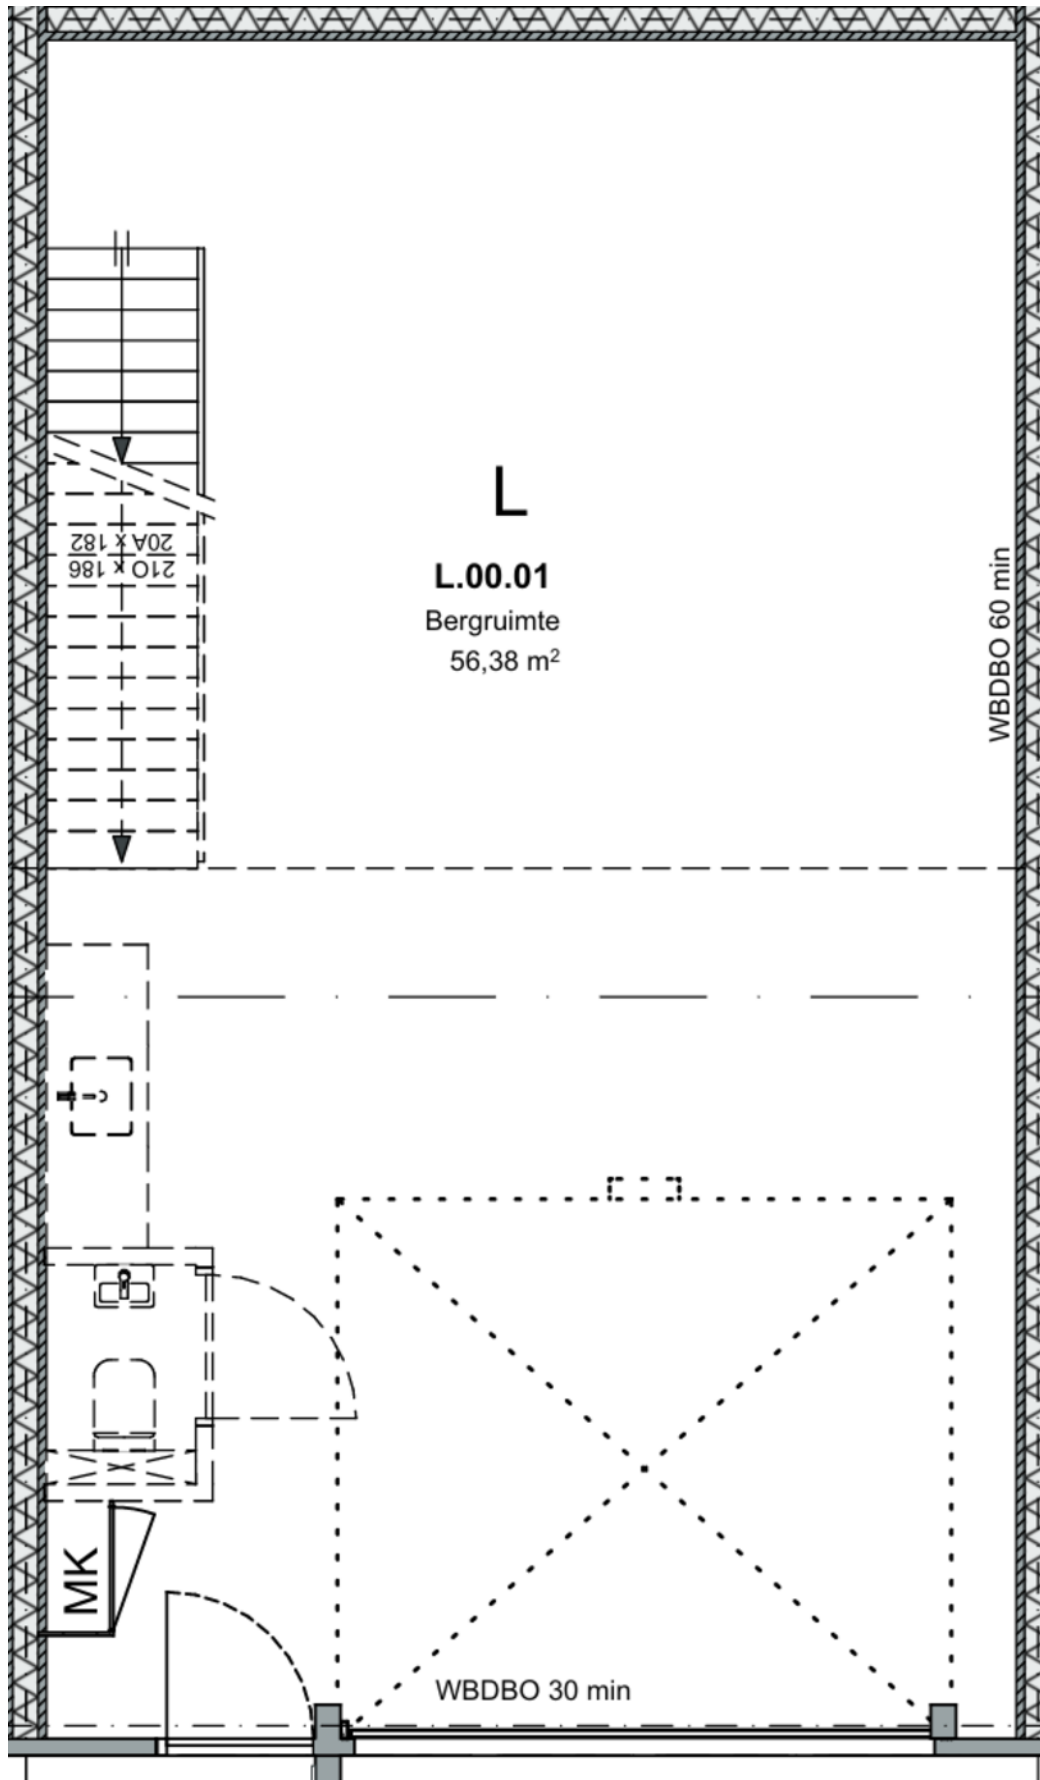 L
20A x 182
210 x 186
L.00.01
Bergruimte
56,38 m²
WBDBO 60 min
MK
WBDBO 30 min